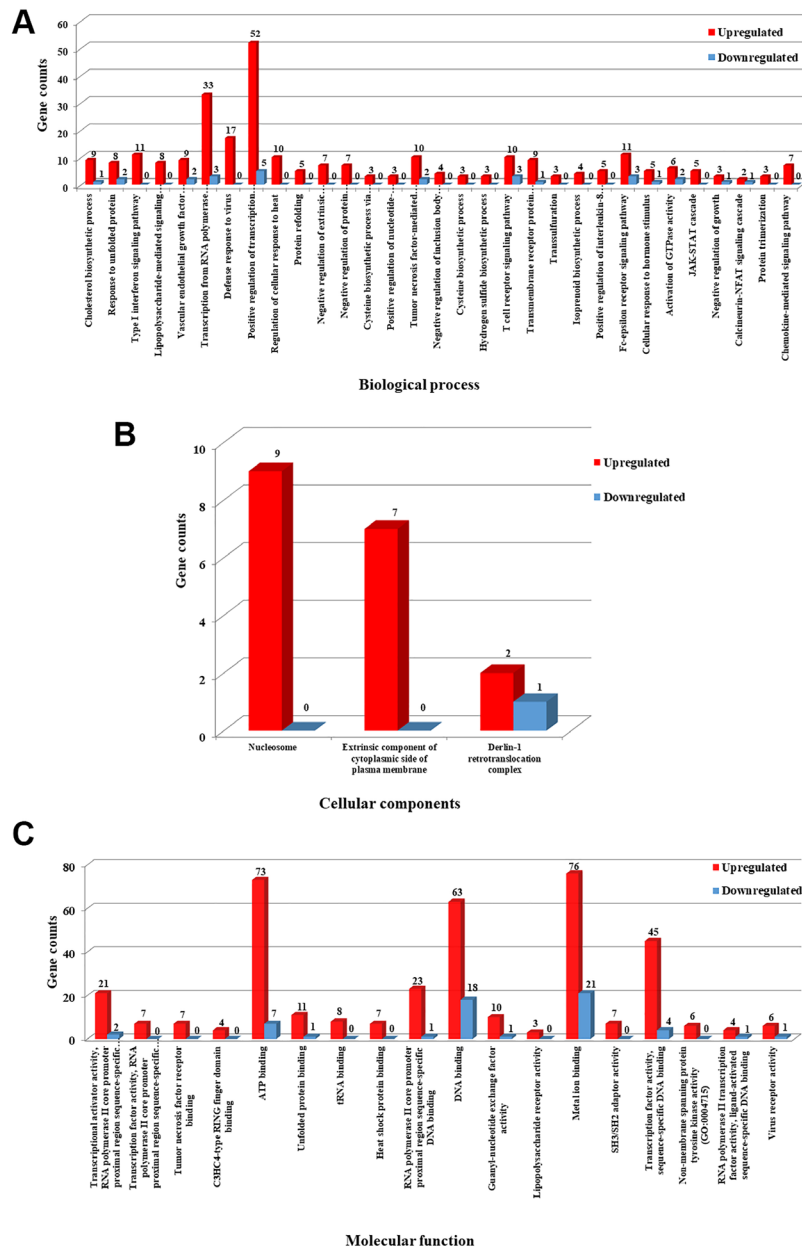 A
Gene counts
60
50
40
30
20
10
0
Upregulated
Downregulated
9 1
8 2
11 0
8 0
9 2
33 3
17 0
52 5
10 0
5 0
7 0
7 0
3 0
3 0
10 2
4 0
3 0
3 0
10 3
9 1
3 0
4 0
5 0
11 3
5 1
6 2
5 0
3 1
2 1
3 0
7 0
Cholesterol biosynthetic process
Response to unfolded protein
Type I interferon signaling pathway
Lipopolysaccharide-mediated signaling
Vascular endothelial growth factor
Transcription from RNA polymerase…
Defense response to virus
Positive regulation of transcription…
Regulation of cellular response to heat
Protein refolding
Negative regulation of extrinsic…
Negative regulation of protein…
Cysteine biosynthetic process via…
Positive regulation of nucleotide-…
Tumor necrosis factor-mediated…
Negative regulation of inclusion body…
Cysteine biosynthetic process
Hydrogen sulfide biosynthetic process
T cell receptor signaling pathway
Transmembrane receptor protein…
Transsulfuration
Isoprenoid biosynthetic process
Positive regulation of interleukin-8…
Fc-epsilon receptor signaling pathway
Cellular response to hormone stimulus
Activation of GTPase activity
JAK-STAT cascade
Negative regulation of growth
Calcineurin-NFAT signaling cascade
Protein trimerization
Chemokine-mediated signaling pathway
Biological process
B
Gene counts
10
8
6
4
2
0
Upregulated
Downregulated
9 0
7 0
2 1
Nucleosome
Extrinsic component of
cytoplasmic side of
plasma membrane
Derlin-1
retrotranslocation
complex
Cellular components
C
Gene counts
80
60
40
20
0
Upregulated
Downregulated
21 2
7 0
7 0
4 0
73 7
11 1
8 0
7 0
23 1
63 18
10 1
3 0
76 21
7 0
45 4
6 0
4 1
6 1
Transcriptional activator activity,
RNA polymerase II core promoter
proximal region sequence-specific…
Transcription factor activity, RNA
polymerase II core promoter
proximal region sequence-specific…
Tumor necrosis factor receptor
binding
C3HC4-type RING finger domain
binding
ATP binding
Unfolded protein binding
tRNA binding
Heat shock protein binding
RNA polymerase II core promoter
proximal region sequence-specific
DNA binding
DNA binding
Guanyl-nucleotide exchange factor
activity
Lipopolysaccharide receptor activity
Metal ion binding
SH3/SH2 adaptor activity
Transcription factor activity,
sequence-specific DNA binding
Non-membrane spanning protein
tyrosine kinase activity
(GO:0004715)
RNA polymerase II transcription
factor activity, ligand-activated
sequence-specific DNA binding
Virus receptor activity
Molecular function